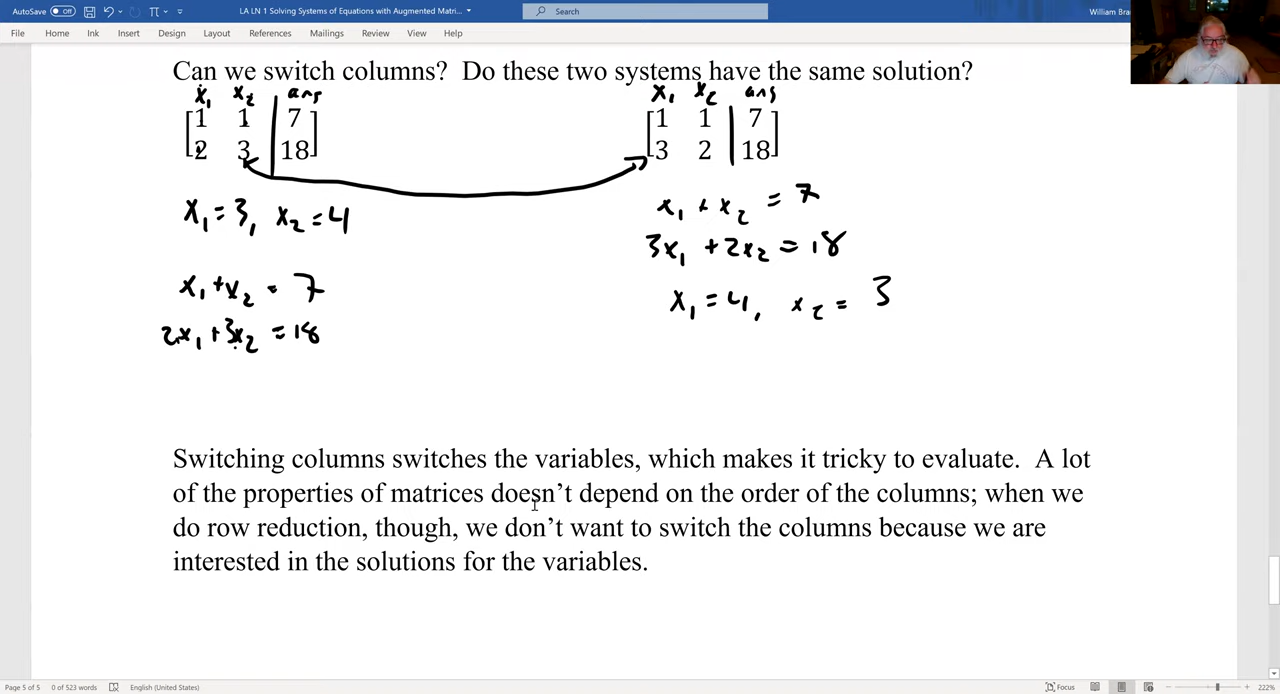 AutoSave Off LA LN 1 Solving Systems of Equations with Augmented Matri... Search William Bra
File Home Ink Insert Design Layout References Mailings Review View Help
Can we switch columns? Do these two systems have the same solution?
x₁ x₂ ans x₁ x₂ ans
1 1 7 1 1 7
2 3 18 3 2 18
x₁ = 3, x₂ = 4
x₁ + x₂ = 7
2x₁ + 3x₂ = 18
x₁ + x₂ = 7
3x₁ + 2x₂ = 18
x₁ = 4, x₂ = 3
Switching columns switches the variables, which makes it tricky to evaluate. A lot
of the properties of matrices doesn't depend on the order of the columns; when we
do row reduction, though, we don't want to switch the columns because we are
interested in the solutions for the variables.
Page 5 of 5 0 of 523 words English (United States) Focus 222%